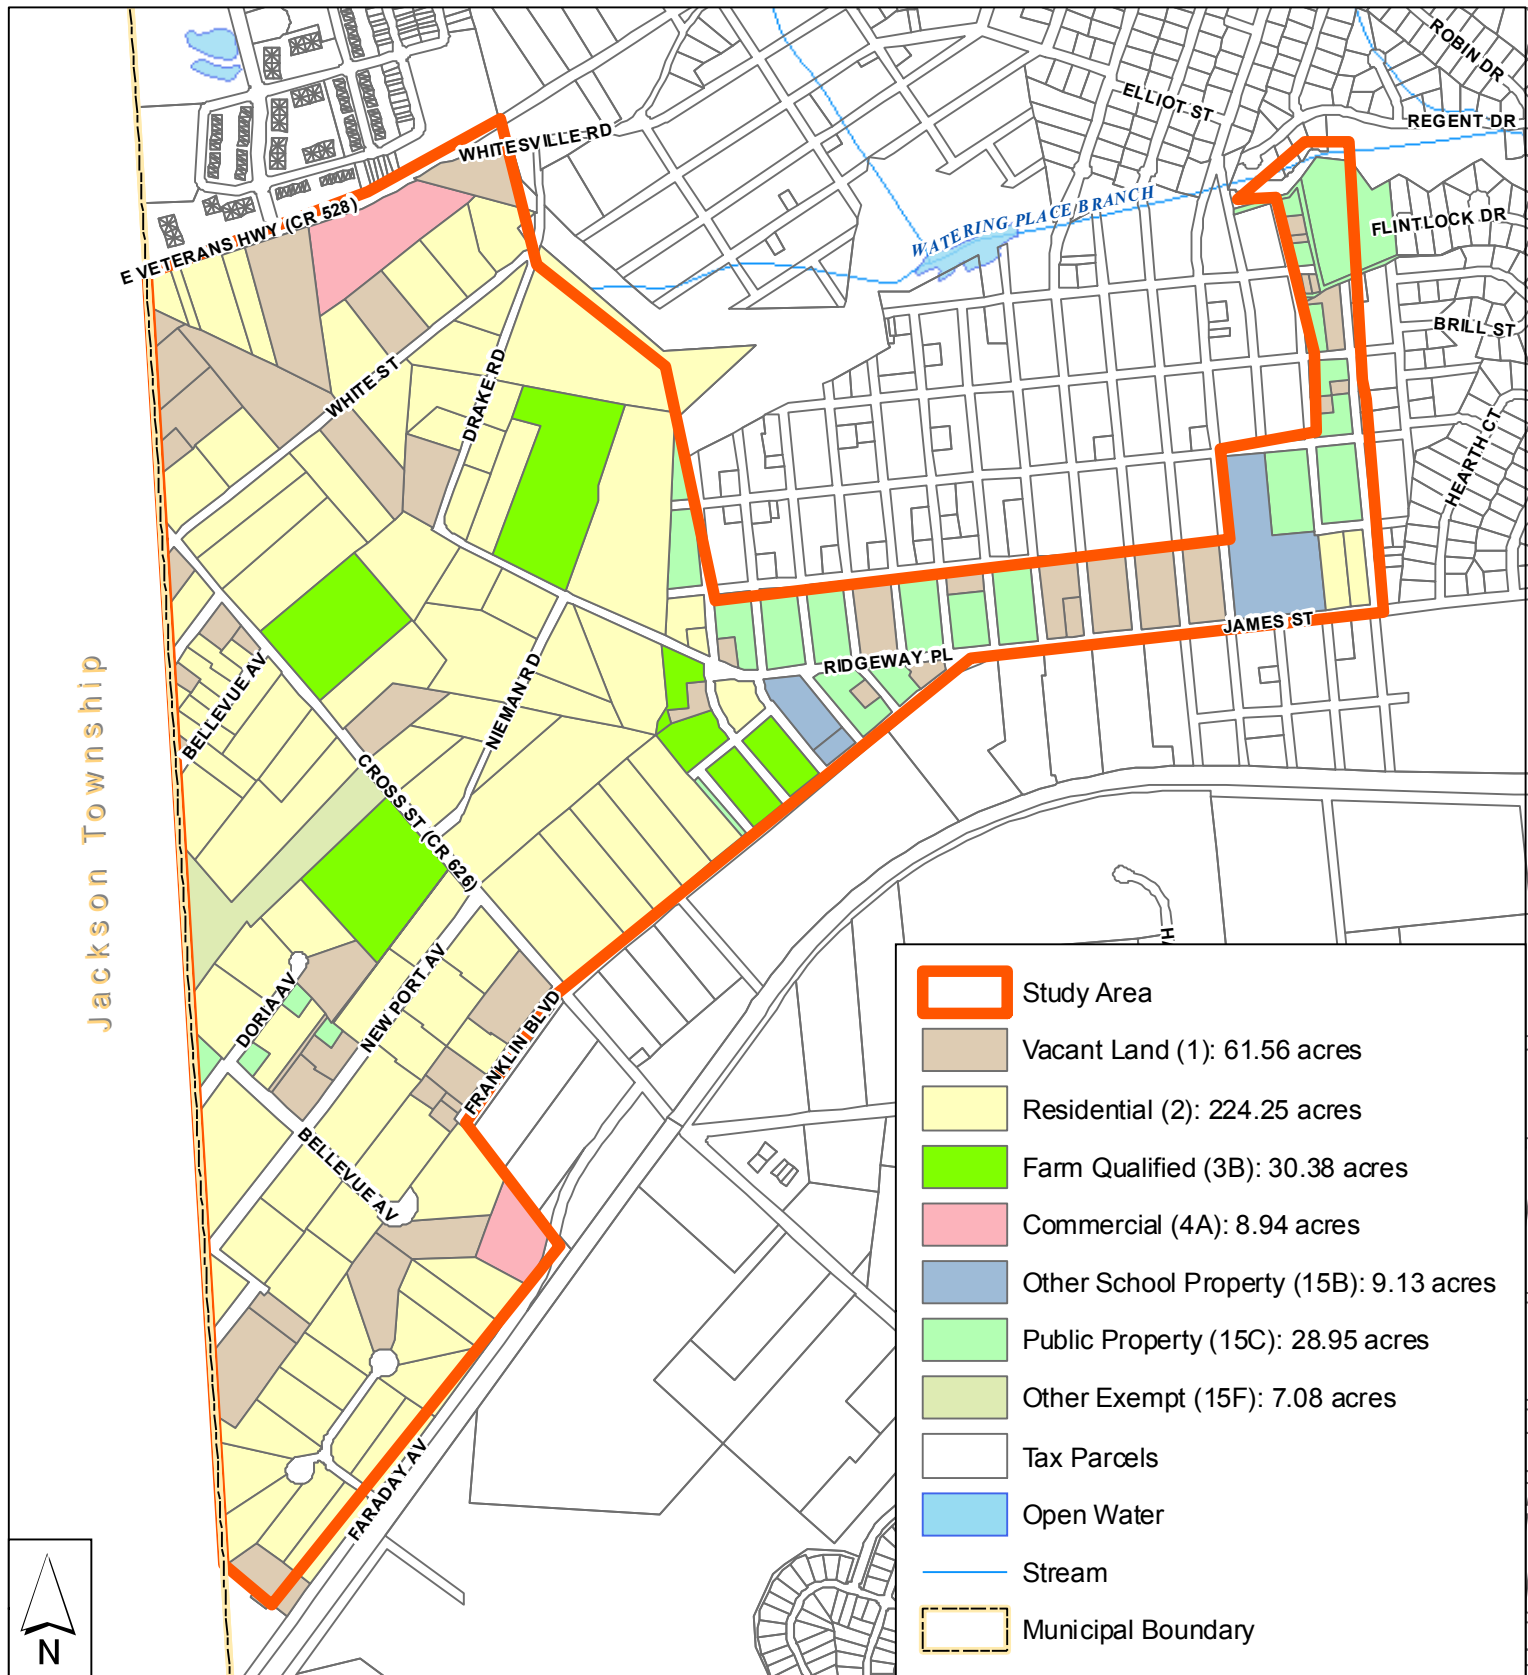 ROBIN DR
ELLIOT ST
REGENT DR
WHITESVILLE RD
WATERING PLACE BRANCH
FLINTLOCK DR
E VETERANS HWY (CR 528)
BRILL ST
WHITE ST
DRAKE RD
HEARTH CT
JAMES ST
RIDGEWAY PL
BELLEVUE AV
NIEMAN RD
Jackson Township
CROSS ST (CR 626)
DORIA AV
NEW PORT AV
FRANKLIN BLVD
BELLEVUE AV
FARADAY AV
Study Area
Vacant Land (1): 61.56 acres
Residential (2): 224.25 acres
Farm Qualified (3B): 30.38 acres
Commercial (4A): 8.94 acres
Other School Property (15B): 9.13 acres
Public Property (15C): 28.95 acres
Other Exempt (15F): 7.08 acres
Tax Parcels
Open Water
Stream
Municipal Boundary
N